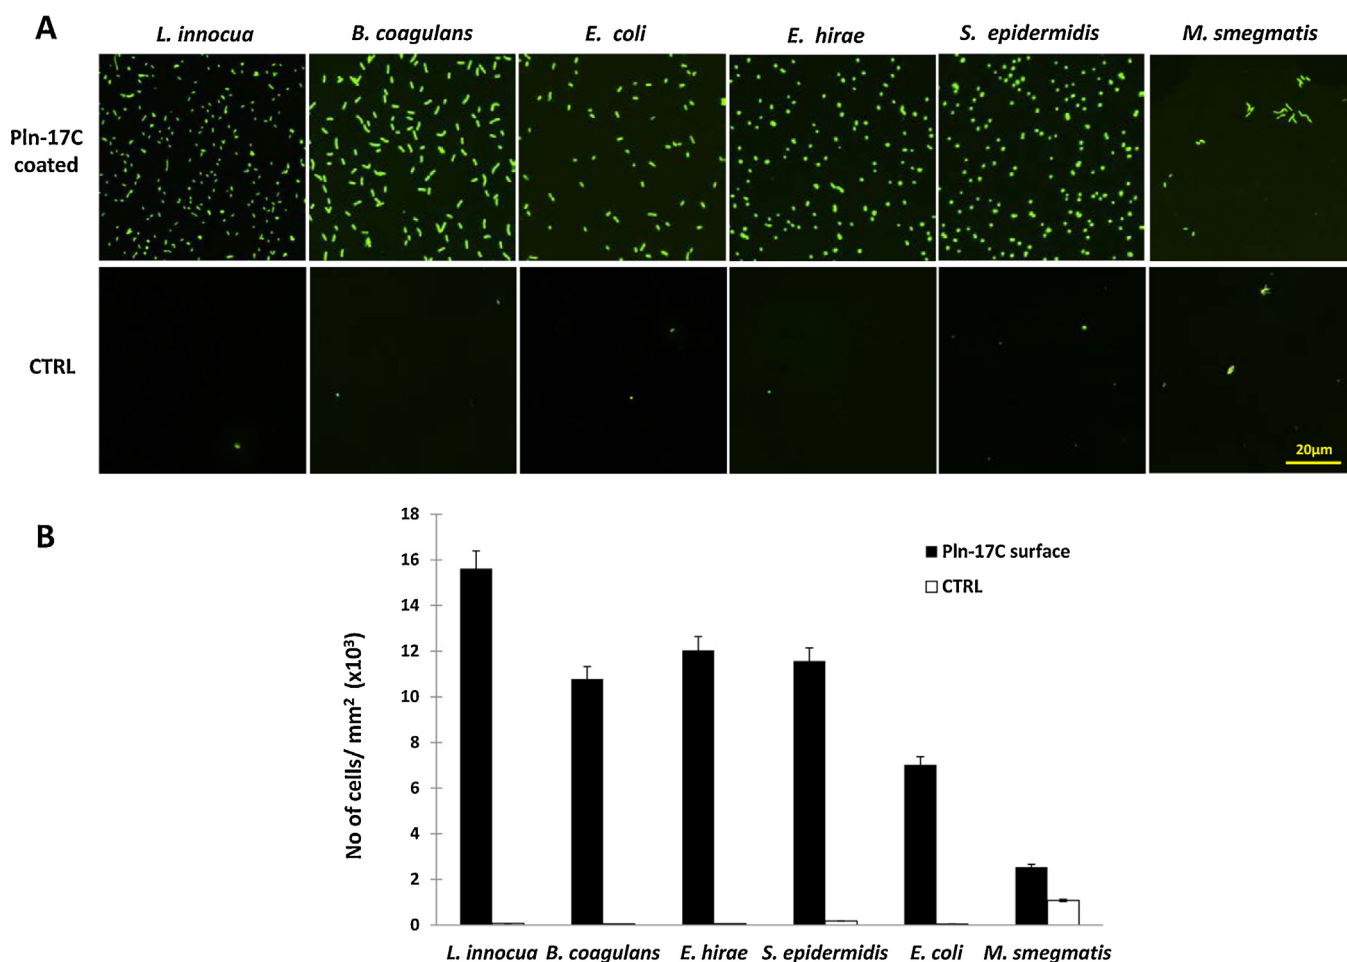 A
L. innocua
B. coagulans
E. coli
E. hirae
S. epidermidis
M. smegmatis
Pln-17C
coated
CTRL
20μm
B
18
16
14
12
10
8
6
4
2
0
No of cells/ mm² (x10³)
Pln-17C surface
CTRL
L. innocua
B. coagulans
E. hirae
S. epidermidis
E. coli
M. smegmatis